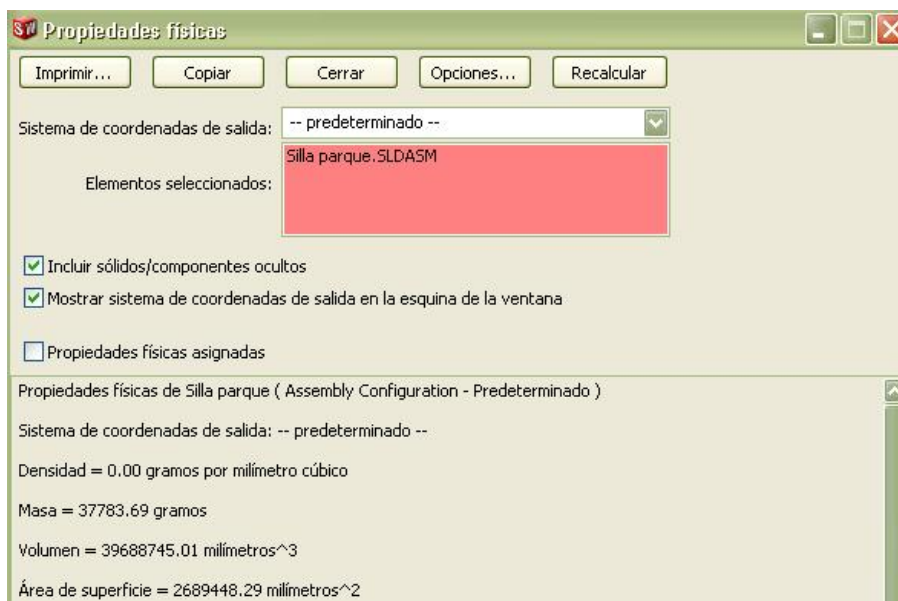 SW Propiedades físicas
Imprimir... Copiar Cerrar Opciones... Recalcular
Sistema de coordenadas de salida: -- predeterminado --
Silla parque.SLDASM
Elementos seleccionados:
Incluir sólidos/componentes ocultos
Mostrar sistema de coordenadas de salida en la esquina de la ventana
Propiedades físicas asignadas
Propiedades físicas de Silla parque ( Assembly Configuration - Predeterminado )
Sistema de coordenadas de salida: -- predeterminado --
Densidad = 0.00 gramos por milímetro cúbico
Masa = 37783.69 gramos
Volumen = 39688745.01 milímetros^3
Área de superficie = 2689448.29 milímetros^2